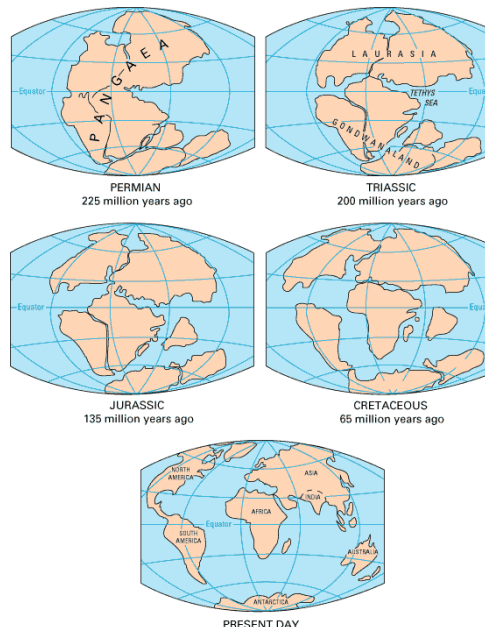 PANGAEA
Equator
PERMIAN
225 million years ago
LAURASIA
TETHYS
SEA
GONDWANALAND
TRIASSIC
200 million years ago
Equator
JURASSIC
135 million years ago
CRETACEOUS
65 million years ago
NORTH
AMERICA
ASIA
INDIA
AFRICA
Equator
SOUTH
AMERICA
AUSTRALIA
ANTARCTICA
PRESENT DAY